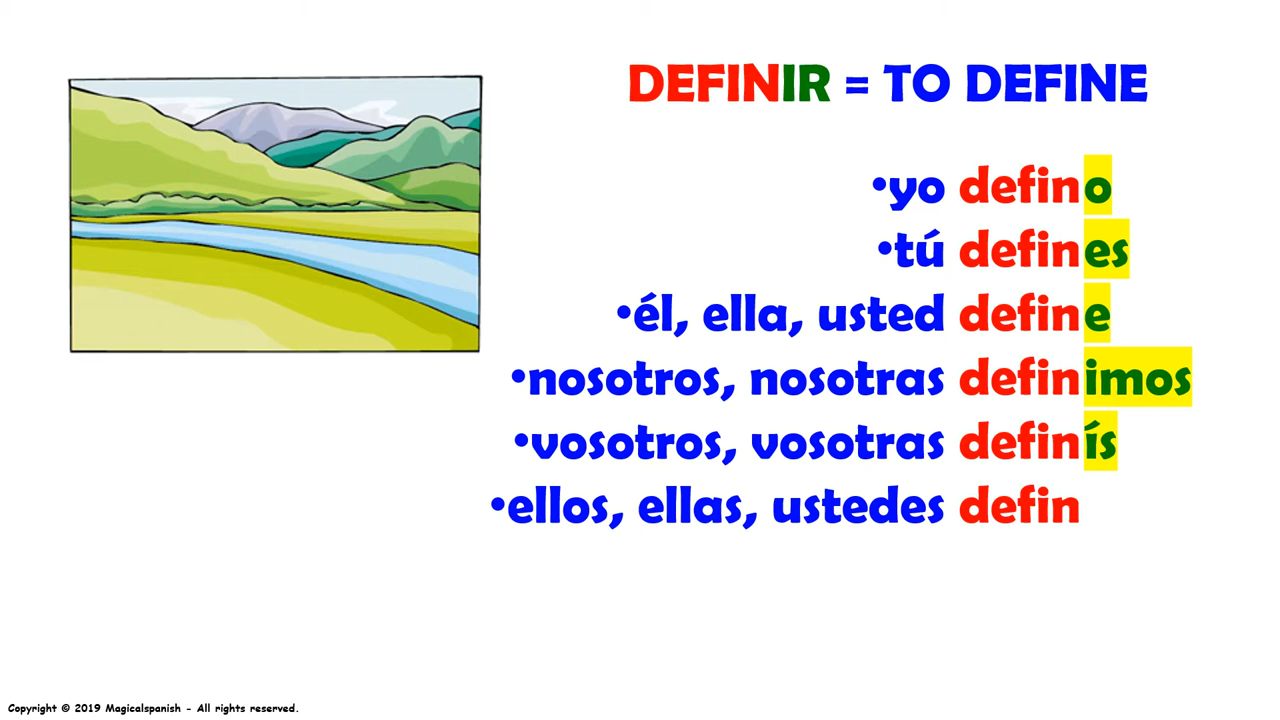 DEFINIR = TO DEFINE
•yo defino
•tú defines
•él, ella, usted define
•nosotros, nosotras definimos
•vosotros, vosotras definís
•ellos, ellas, ustedes defin
Copyright © 2019 Magicalspanish - All rights reserved.